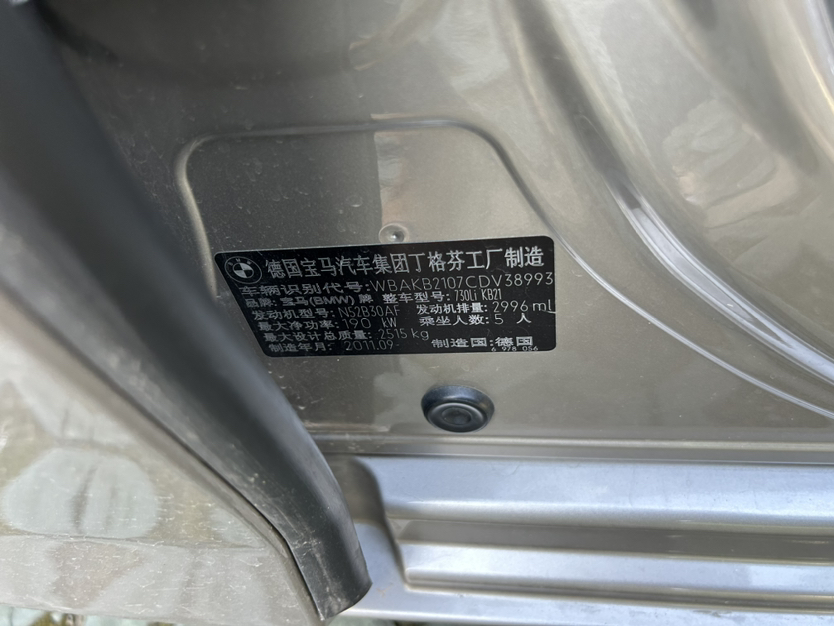 德国宝马汽车集团丁格芬工厂制造
车辆识别代号:WBAKB2107CDV38993
品牌:宝马(BMW)牌 整车型号:730Li KB21
发动机型号:N52B30AF 发动机排量:2996 mL
最大净功率:190 kW 乘坐人数:5 人
最大设计总质量:2515 kg
制造年月:2011.09 制造国:德国
6 978 056